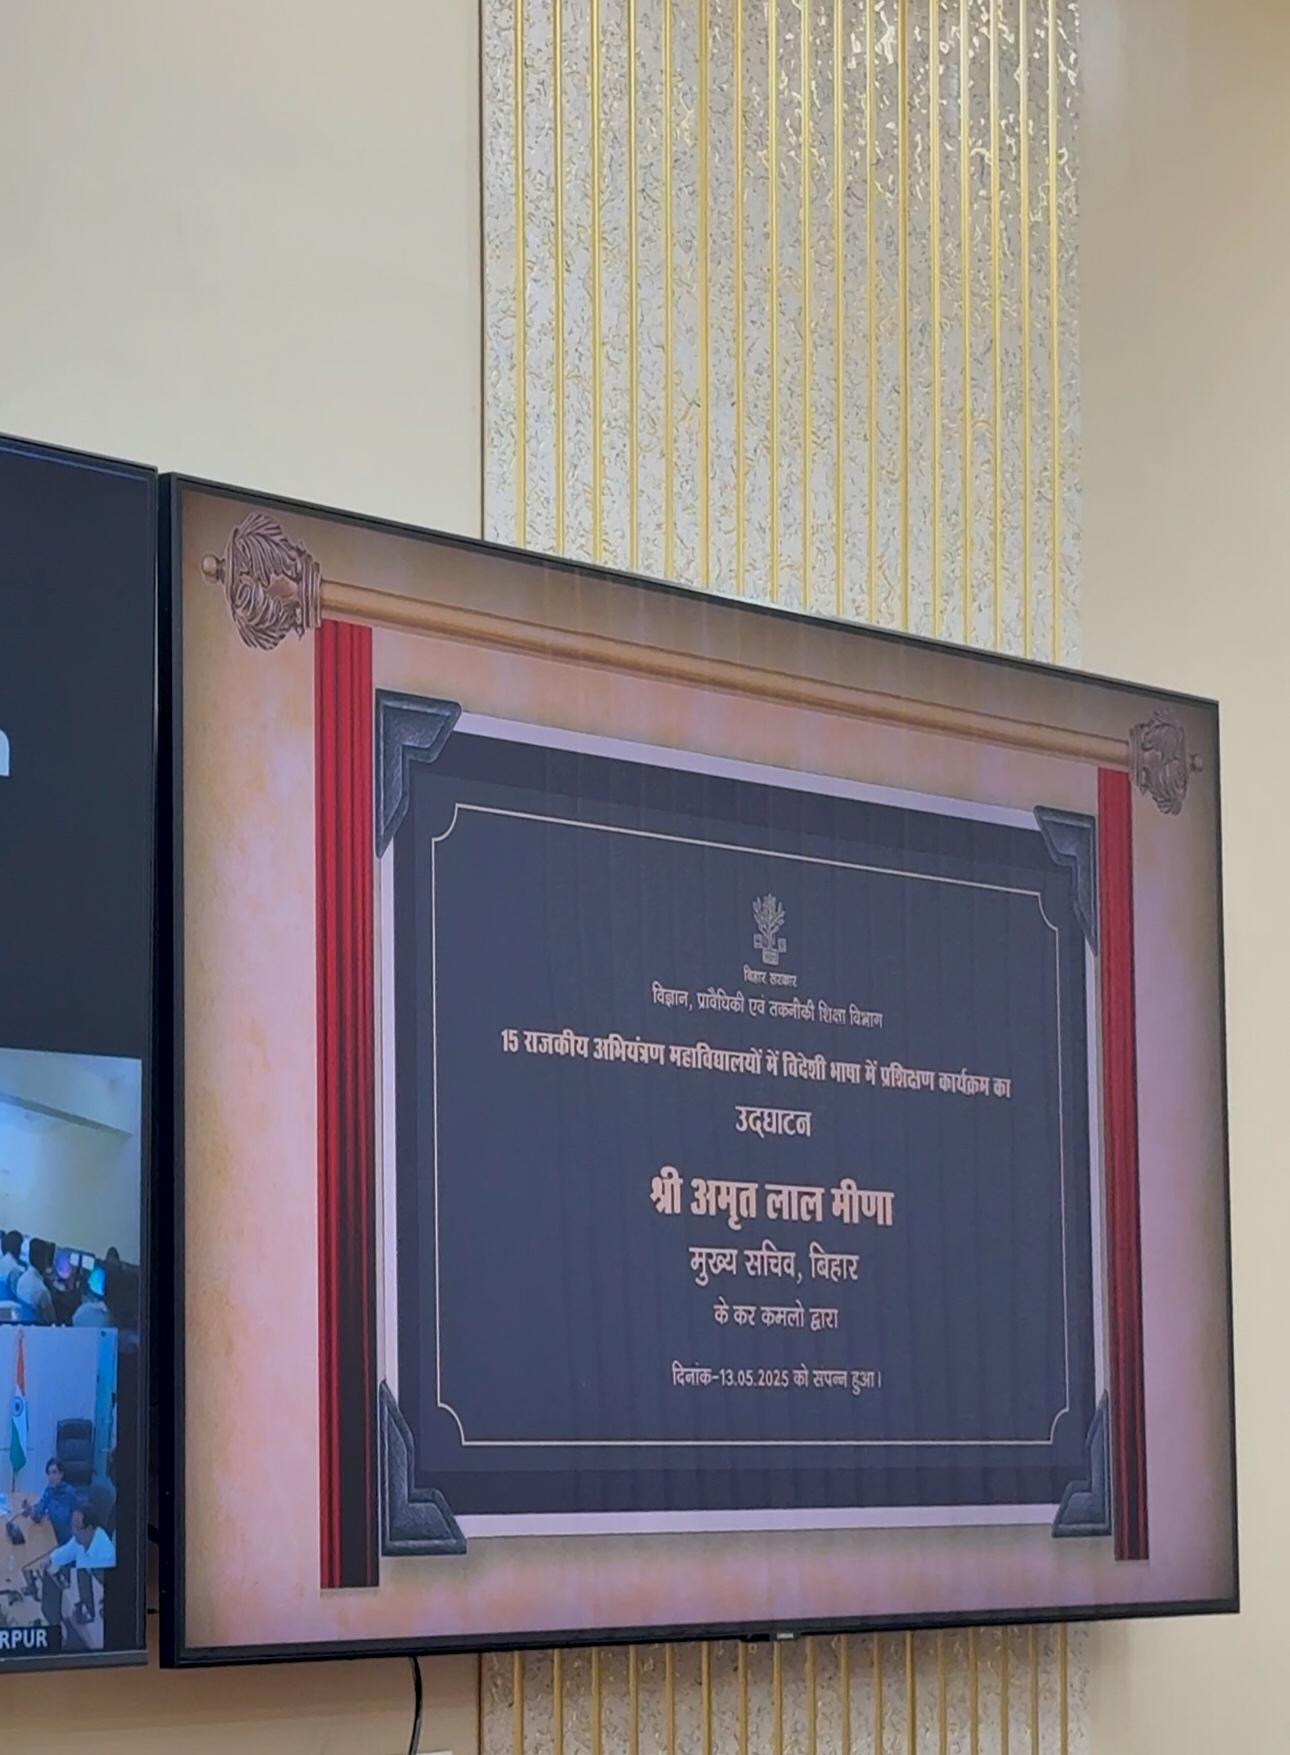 बिहार सरकार
विज्ञान, प्रावैधिकी एवं तकनीकी शिक्षा विभाग
15 राजकीय अभियंत्रण महाविद्यालयों में विदेशी भाषा में प्रशिक्षण कार्यक्रम का
उद्घाटन
श्री अमृत लाल मीणा
मुख्य सचिव, बिहार
के कर कमलो द्वारा
दिनांक-13.05.2025 को संपन्न हुआ।
RPUR